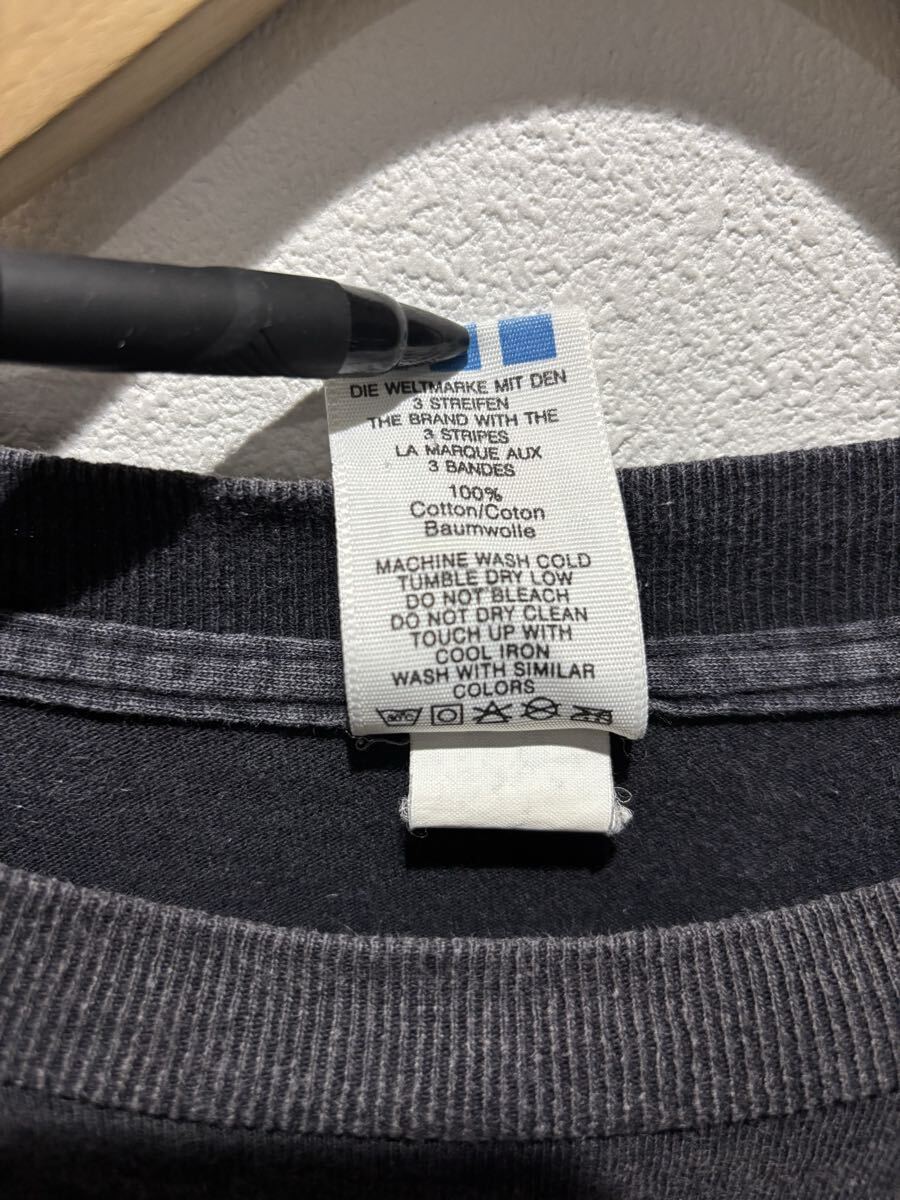 DIE WELTMARKE MIT DEN
3 STREIFEN
THE BRAND WITH THE
3 STRIPES
LA MARQUE AUX
3 BANDES
100%
Cotton/Coton
Baumwolle
MACHINE WASH COLD
TUMBLE DRY LOW
DO NOT BLEACH
DO NOT DRY CLEAN
TOUCH UP WITH
COOL IRON
WASH WITH SIMILAR
COLORS
30°C